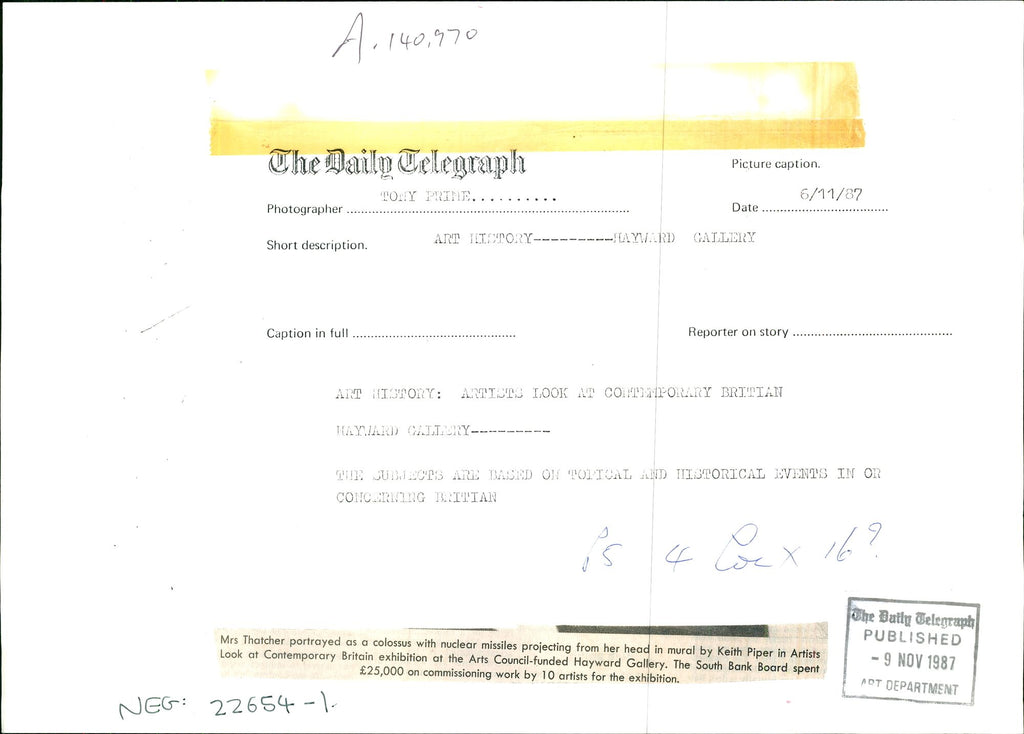 A. 140,970
The Daily Telegraph
Picture caption.
Photographer TONY PRIME..........
Date 6/11/87
Short description. ART HISTORY---------HAYWARD GALLERY
Caption in full
Reporter on story
ART HISTORY: ARTISTS LOOK AT CONTEMPORARY BRITIAN
HAYWARD GALLERY---------
THE SUBJECTS ARE BASED ON TOPICAL AND HISTORICAL EVENTS IN OR
CONCERNING BRITIAN
4 x 16?
Mrs Thatcher portrayed as a colossus with nuclear missiles projecting from her head in mural by Keith Piper in Artists
Look at Contemporary Britain exhibition at the Arts Council-funded Hayward Gallery. The South Bank Board spent
£25,000 on commissioning work by 10 artists for the exhibition.
The Daily Telegraph
PUBLISHED
- 9 NOV 1987
ART DEPARTMENT
NEG: 22654-1.